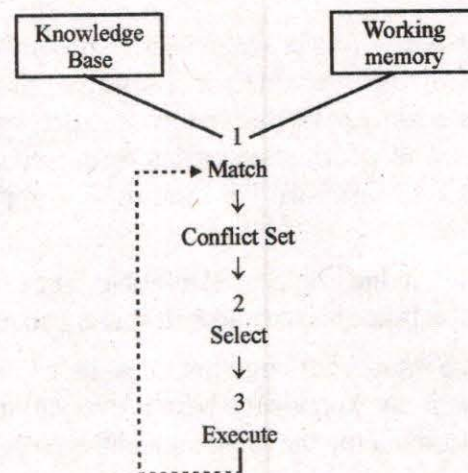 Knowledge
Base
Working
memory
1
Match
Conflict Set
2
Select
3
Execute